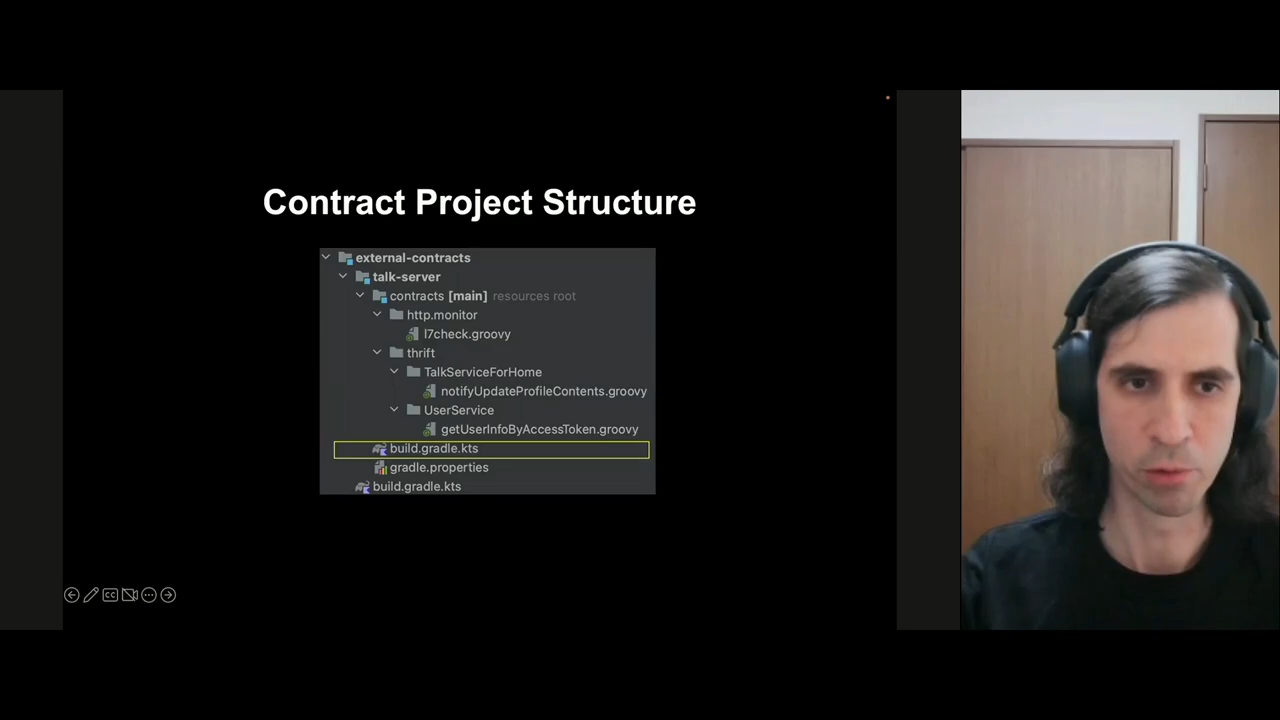 Contract Project Structure
external-contracts
talk-server
contracts [main] resources root
http.monitor
l7check.groovy
thrift
TalkServiceForHome
notifyUpdateProfileContents.groovy
UserService
getUserInfoByAccessToken.groovy
build.gradle.kts
gradle.properties
build.gradle.kts
CC